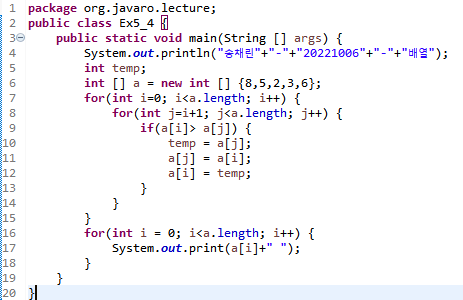 1 package org.javaro.lecture;
2 public class Ex5_4 {
3 public static void main(String [] args) {
4 System.out.println("송채린"+"-"+"20221006"+"-"+"배열");
5 int temp;
6 int [] a = new int [] {8,5,2,3,6};
7 for(int i=0; i<a.length; i++) {
8 for(int j=i+1; j<a.length; j++) {
9 if(a[i]> a[j]) {
10 temp = a[j];
11 a[j] = a[i];
12 a[i] = temp;
13 }
14 }
15 }
16 for(int i = 0; i<a.length; i++) {
17 System.out.print(a[i]+" ");
18 }
19 }
20 }